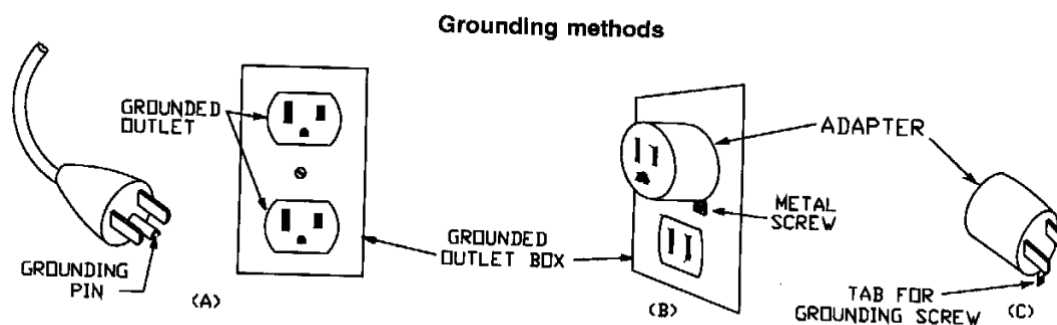 Grounding methods
GROUNDED
OUTLET
GROUNDING
PIN
(A)
GROUNDED
OUTLET BOX
ADAPTER
METAL
SCREW
(B)
TAB FOR
GROUNDING SCREW
(C)